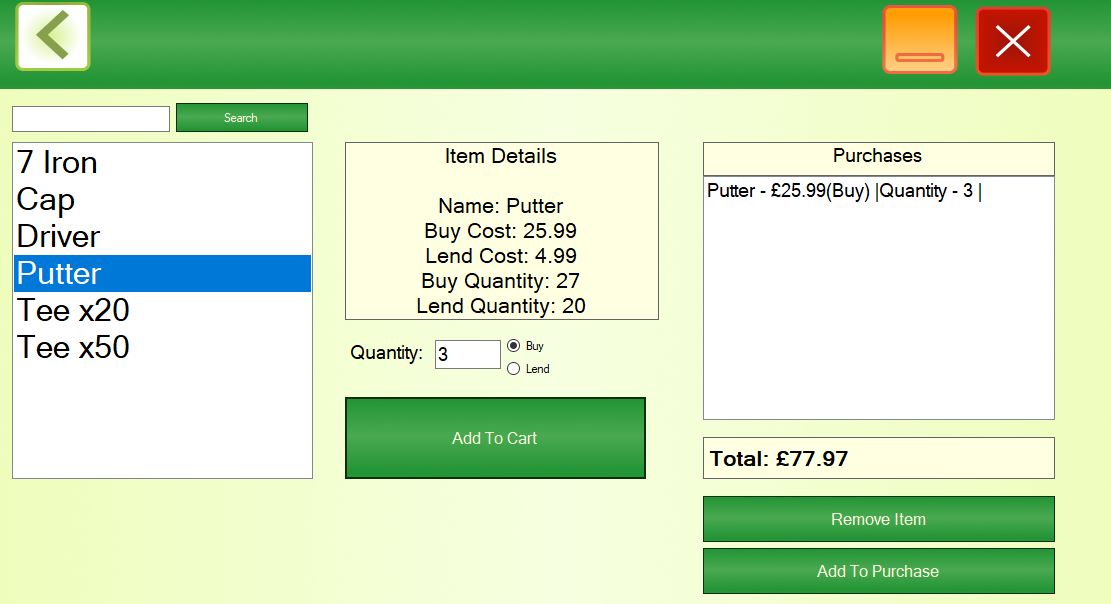 Search
7 Iron
Cap
Driver
Putter
Tee x20
Tee x50
Item Details
Name: Putter
Buy Cost: 25.99
Lend Cost: 4.99
Buy Quantity: 27
Lend Quantity: 20
Quantity: 3
Buy
Lend
Add To Cart
Purchases
Putter - £25.99(Buy) |Quantity - 3 |
Total: £77.97
Remove Item
Add To Purchase